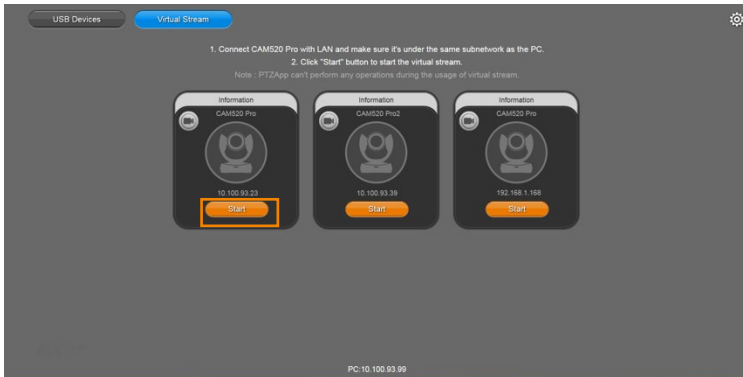 USB Devices
Virtual Stream
1. Connect CAM520 Pro with LAN and make sure it's under the same subnetwork as the PC.
2. Click "Start" button to start the virtual stream.
Note : PTZApp can't perform any operations during the usage of virtual stream.
Information
CAM520 Pro
10.100.93.23
Start
Information
CAM520 Pro2
10.100.93.39
Start
Information
CAM520 Pro
192.168.1.168
Start
PC:10.100.93.99